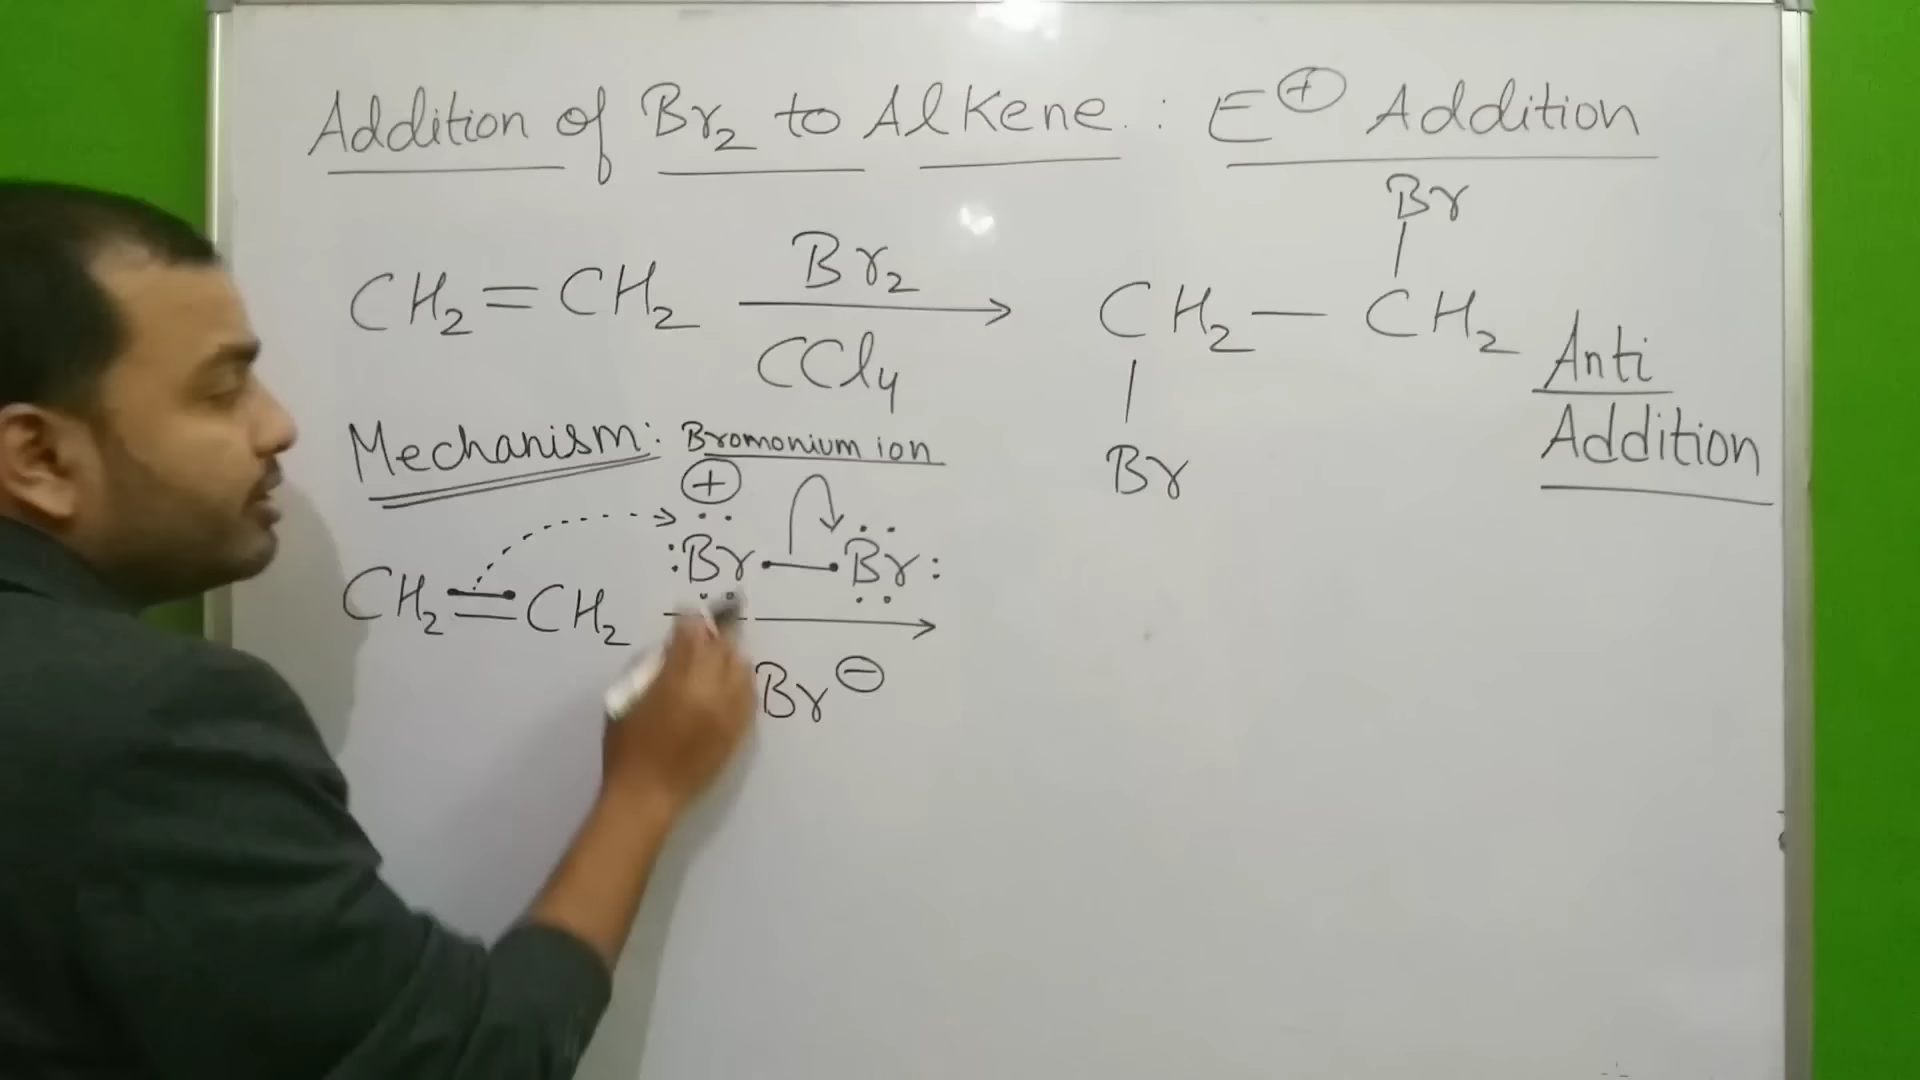 Addition of Br2 to Alkene : E⊕ Addition
Br
|
CH2=CH2 Br2 → CH2—CH2
CCl4
|
Br
Anti
Addition
Mechanism: Bromonium ion
⊕
:Br—Br:
CH2=CH2 →
Br⊖